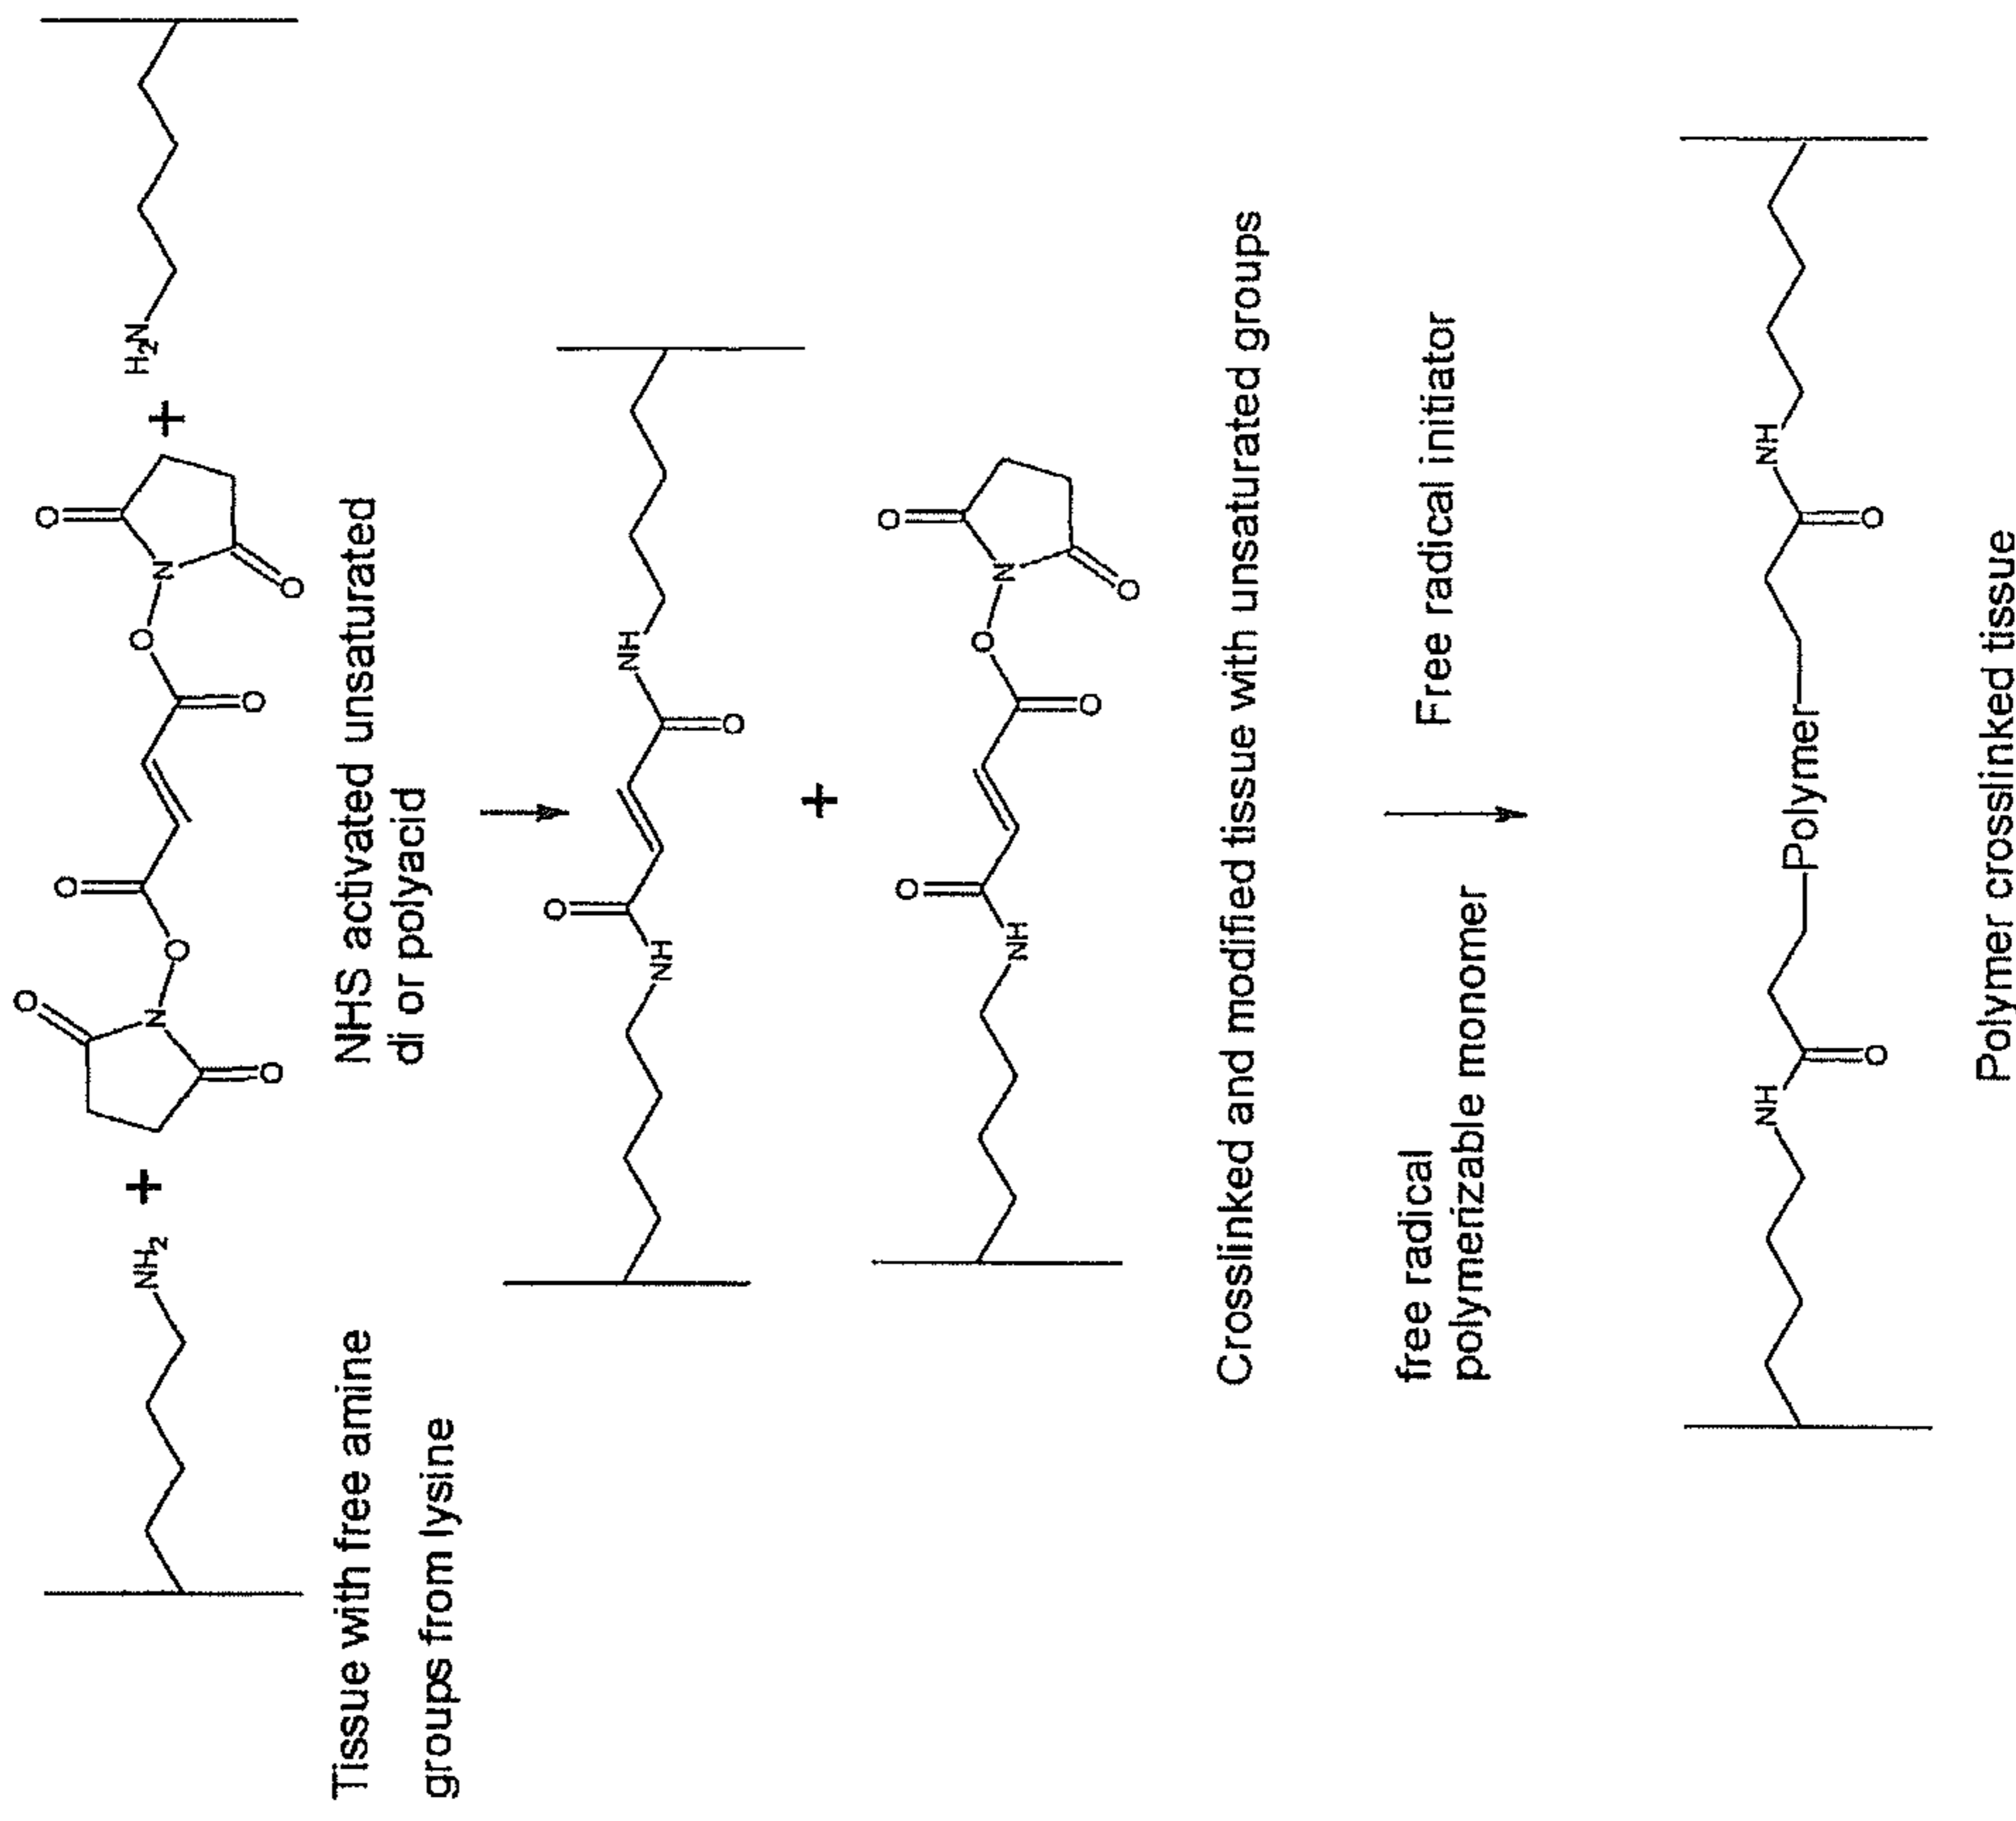 NH₂
+
O
O
N
O
O
O
O
N
O
O
+
H₂N
Tissue with free amine
groups from lysine
NHS activated unsaturated
di or polyacid
NH
O
O
NH
+
NH
O
O
O
N
O
O
Crosslinked and modified tissue with unsaturated groups
free radical
polymerizable monomer
Free radical initiator
NH
O
Polymer
O
NH
Polymer crosslinked tissue